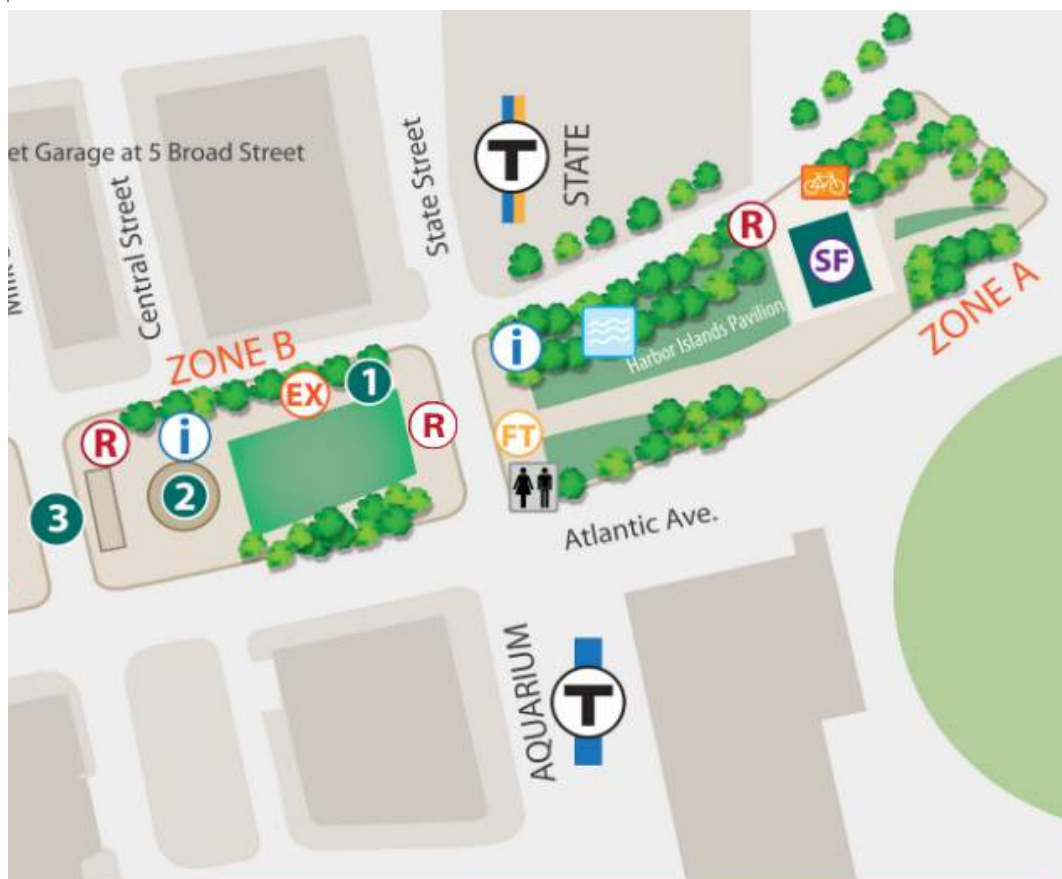 et Garage at 5 Broad Street
Central Street
State Street
T
STATE
R
SF
ZONE A
Harbor Islands Pavilion
i
ZONE B
EX
1
R
i
R
FT
2
3
Atlantic Ave.
AQUARIUM
T